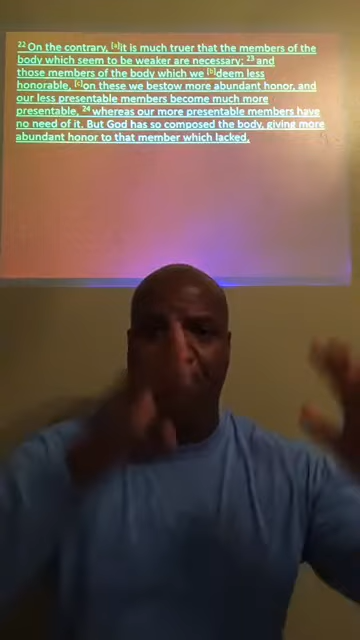 22 On the contrary, [a]it is much truer that the members of the
body which seem to be weaker are necessary; 23 and
those members of the body which we [b]deem less
honorable, [c]on these we bestow more abundant honor, and
our less presentable members become much more
presentable, 24 whereas our more presentable members have
no need of it. But God has so composed the body, giving more
abundant honor to that member which lacked,